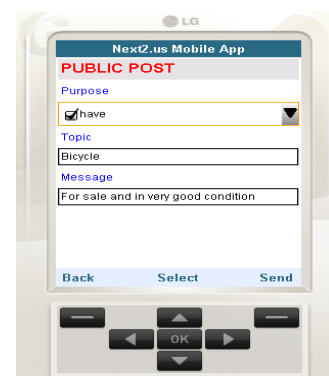 LG
Next2.us Mobile App
PUBLIC POST
Purpose
have
Topic
Bicycle
Message
For sale and in very good condition
Back Select Send
OK